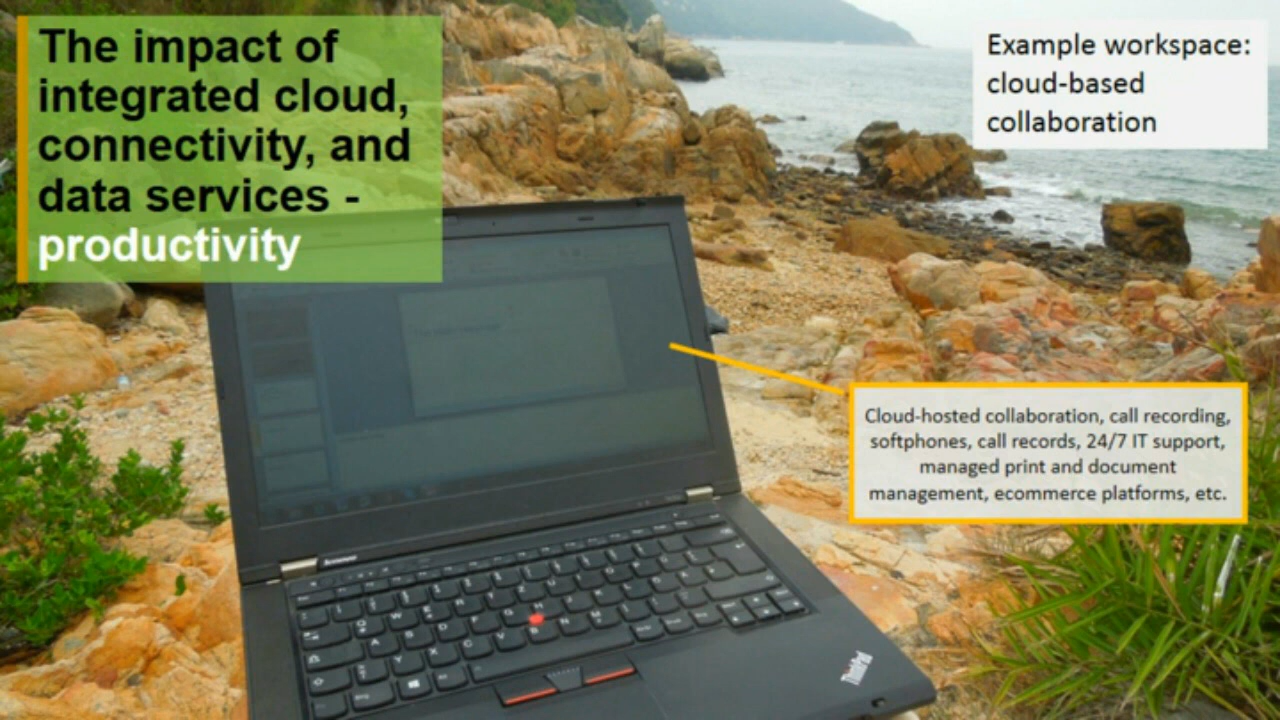 The impact of
integrated cloud,
connectivity, and
data services -
productivity
Example workspace:
cloud-based
collaboration
Cloud-hosted collaboration, call recording,
softphones, call records, 24/7 IT support,
managed print and document
management, ecommerce platforms, etc.
lenovo
ThinkPad